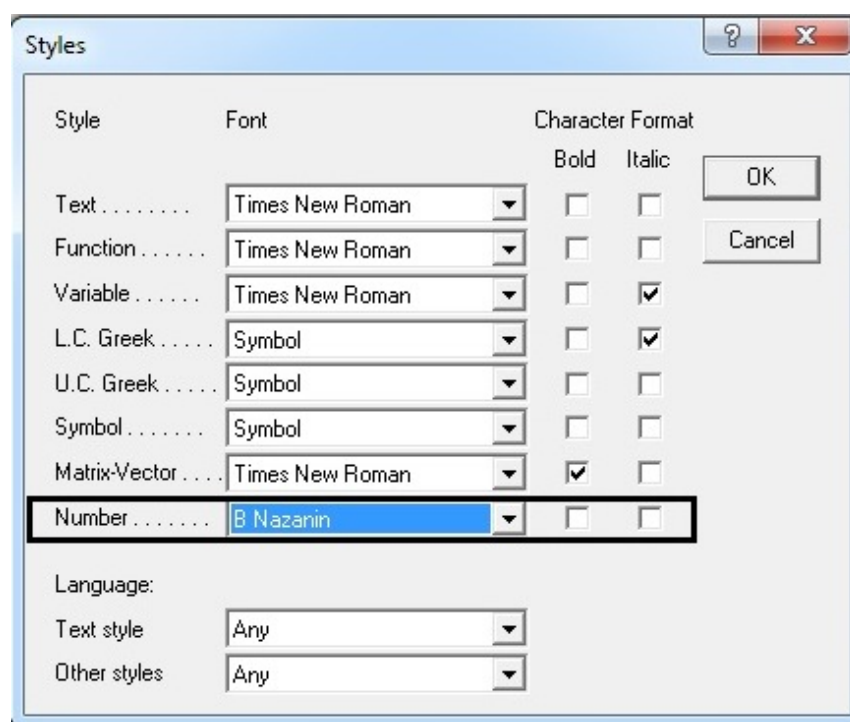 Styles
Style Font Character Format
Bold Italic
OK
Text . . . . . . . . Times New Roman
Function . . . . . . Times New Roman
Cancel
Variable . . . . . . Times New Roman
L.C. Greek . . . . . Symbol
U.C. Greek . . . . . Symbol
Symbol . . . . . . . Symbol
Matrix-Vector . . . . Times New Roman
Number . . . . . . . B Nazanin
Language:
Text style Any
Other styles Any